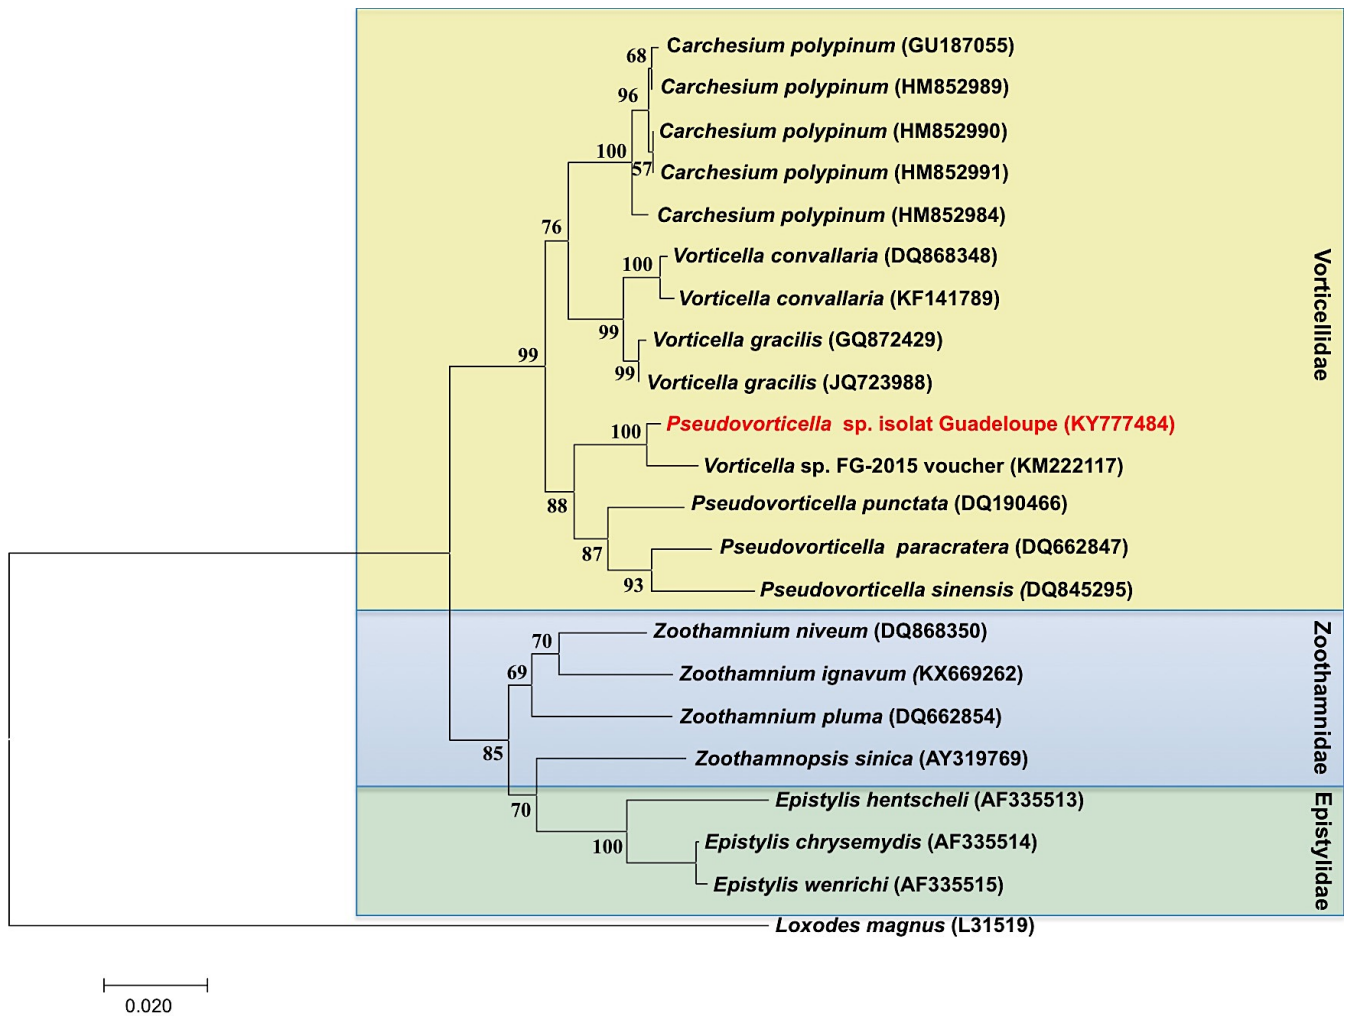 Carchesium polypinum (GU187055)
68
Carchesium polypinum (HM852989)
96
Carchesium polypinum (HM852990)
100
57
Carchesium polypinum (HM852991)
Carchesium polypinum (HM852984)
76
Vorticella convallaria (DQ868348)
100
Vorticella convallaria (KF141789)
99
Vorticella gracilis (GQ872429)
99
99
Vorticella gracilis (JQ723988)
Pseudovorticella sp. isolat Guadeloupe (KY777484)
100
Vorticella sp. FG-2015 voucher (KM222117)
88
Pseudovorticella punctata (DQ190466)
87
Pseudovorticella paracratera (DQ662847)
93
Pseudovorticella sinensis (DQ845295)
Vorticellidae
Zoothamnium niveum (DQ868350)
70
69
Zoothamnium ignavum (KX669262)
Zoothamnium pluma (DQ662854)
85
Zoothamnopsis sinica (AY319769)
Zoothamnidae
70
Epistylis hentscheli (AF335513)
100
Epistylis chrysemydis (AF335514)
Epistylis wenrichi (AF335515)
Epistylidae
Loxodes magnus (L31519)
0.020